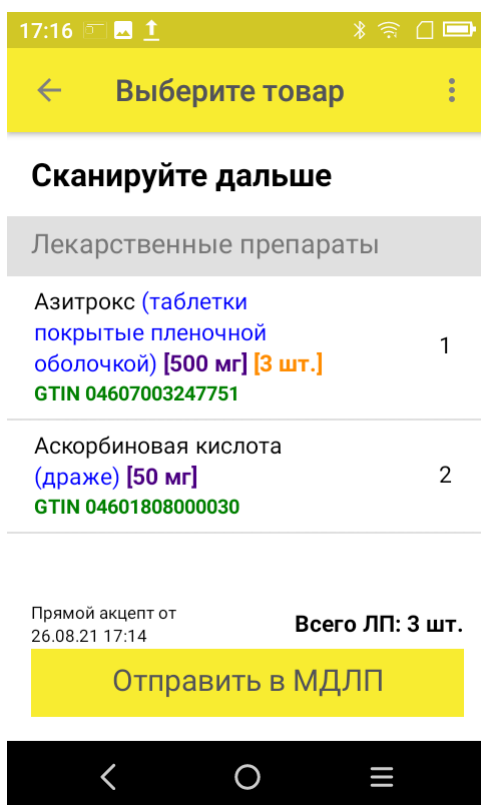 17:16
Выберите товар
Сканируйте дальше
Лекарственные препараты
Азитрокс (таблетки
покрытые пленочной
оболочкой) [500 мг] [3 шт.]
GTIN 04607003247751
1
Аскорбиновая кислота
(драже) [50 мг]
GTIN 04601808000030
2
Прямой акцепт от
26.08.21 17:14
Всего ЛП: 3 шт.
Отправить в МДЛП